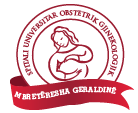 SPITALI UNIVERSITAR OBSTETRIK GJINEKOLOGJIK
MBRETËRESHA GERALDINË